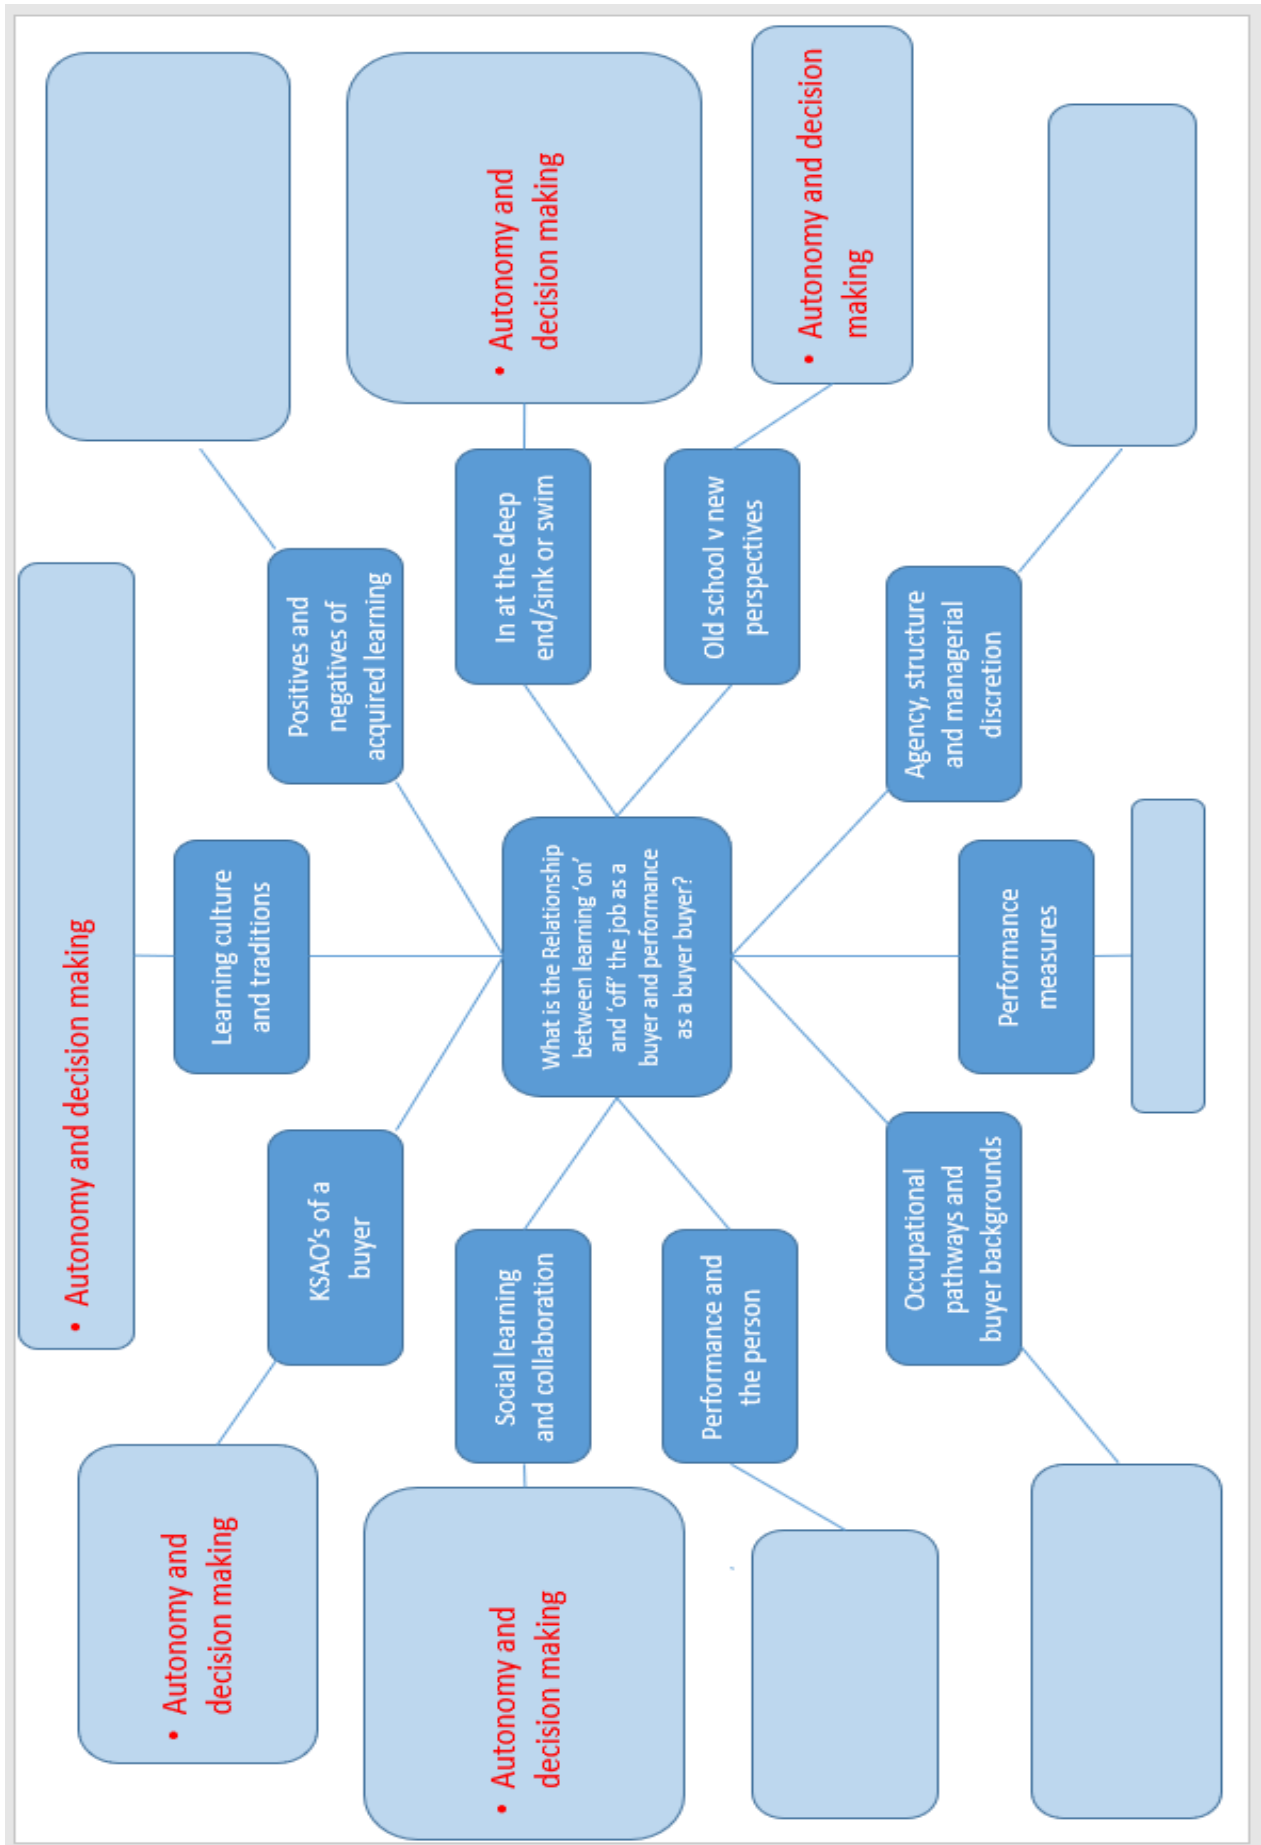 • Autonomy and decision making
• Autonomy and
decision making
Learning culture
and traditions
KSAO's of a
buyer
Positives and
negatives of
acquired learning
• Autonomy and
decision making
Social learning
and collaboration
What is the Relationship
between learning 'on'
and 'off' the job as a
buyer and performance
as a buyer buyer?
In at the deep
end/sink or swim
• Autonomy and
decision making
Performance and
the person
Old school v new
perspectives
• Autonomy and decision
making
Occupational
pathways and
buyer backgrounds
Performance
measures
Agency, structure
and managerial
discretion